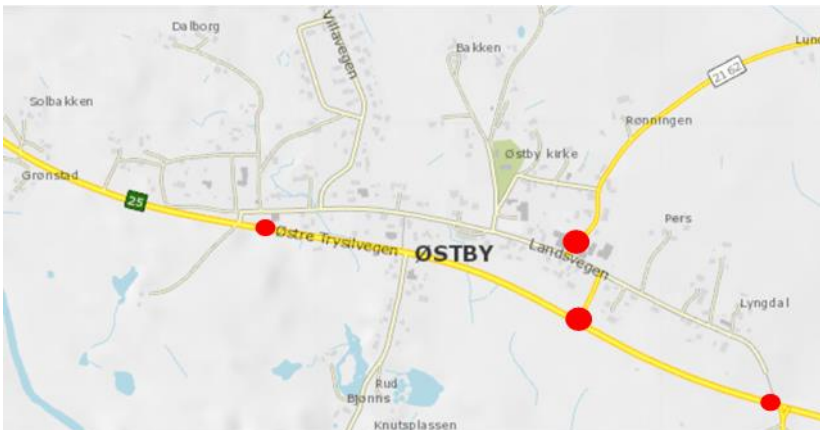 Dalborg
Villavegen
Bakken
Lund
2162
Solbakken
Rønningen
Østby kirke
Grønstad
25
Pers
Østre Trysilvegen
ØSTBY
Landsvegen
Lyngdal
Rud
Bjønns
Knutsplassen